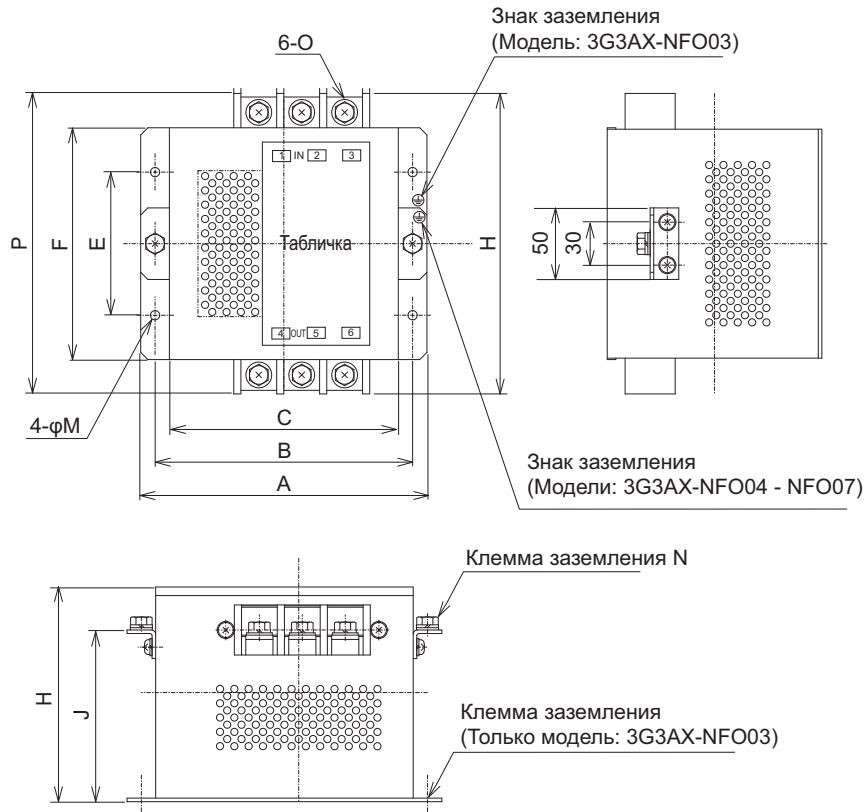 Знак заземления
(Модель: 3G3AX-NFO03)
6-O
1 IN 2 3
P
F
E
Табличка
H
50
30
4 OUT 5 6
4-φM
C
B
A
Знак заземления
(Модели: 3G3AX-NFO04 - NFO07)
Клемма заземления N
H
J
Клемма заземления
(Только модель: 3G3AX-NFO03)